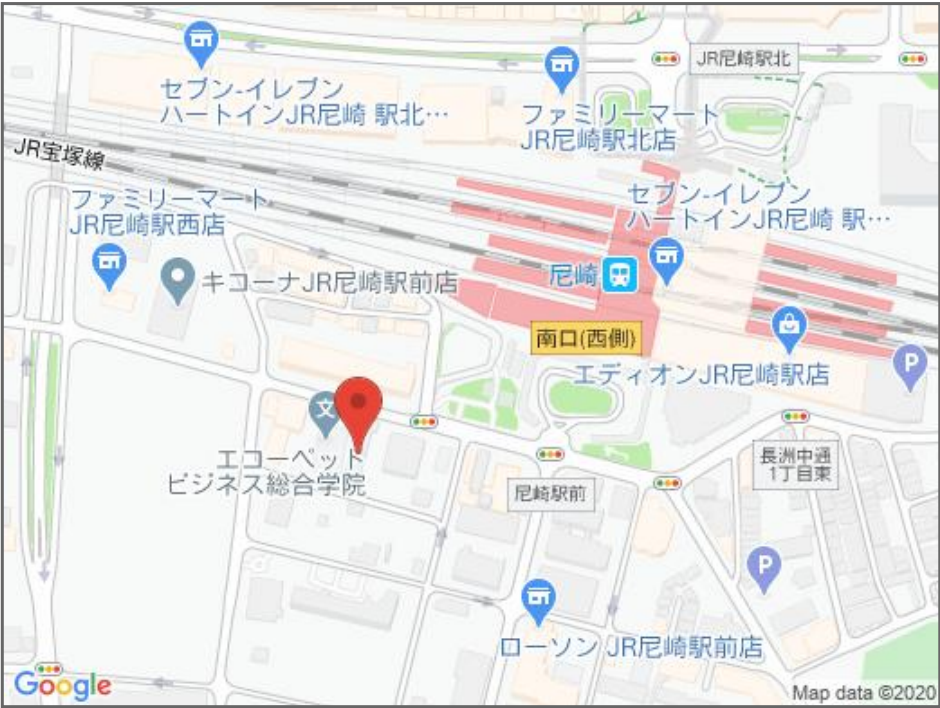 JR尼崎駅北
セブン-イレブン
ハートインJR尼崎 駅北…
ファミリーマート
JR尼崎駅北店
JR宝塚線
ファミリーマート
JR尼崎駅西店
セブン-イレブン
ハートインJR尼崎 駅…
キコーナJR尼崎駅前店
尼崎
南口(西側)
エディオンJR尼崎駅店
P
文
エコーペット
ビジネス総合学院
長洲中通
1丁目東
尼崎駅前
P
ローソン JR尼崎駅前店
Google
Map data ©2020